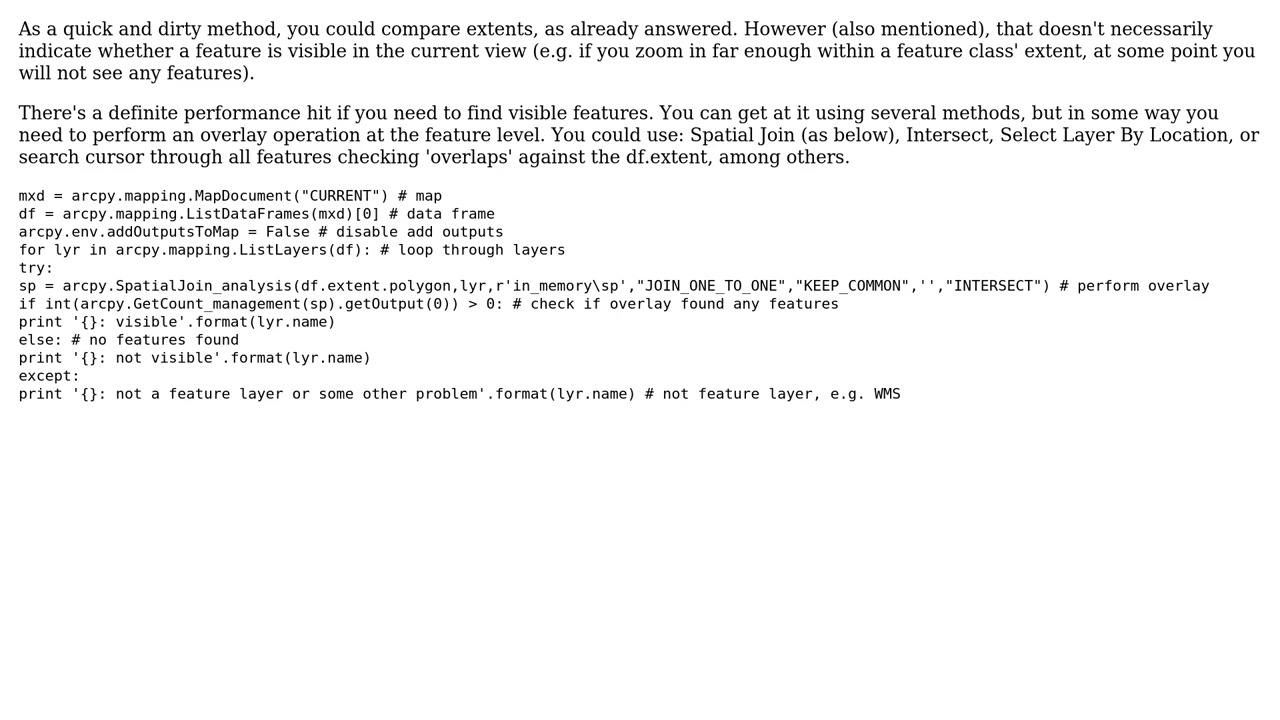 As a quick and dirty method, you could compare extents, as already answered. However (also mentioned), that doesn't necessarily
indicate whether a feature is visible in the current view (e.g. if you zoom in far enough within a feature class' extent, at some point you
will not see any features).
There's a definite performance hit if you need to find visible features. You can get at it using several methods, but in some way you
need to perform an overlay operation at the feature level. You could use: Spatial Join (as below), Intersect, Select Layer By Location, or
search cursor through all features checking 'overlaps' against the df.extent, among others.
mxd = arcpy.mapping.MapDocument("CURRENT") # map
df = arcpy.mapping.ListDataFrames(mxd)[0] # data frame
arcpy.env.addOutputsToMap = False # disable add outputs
for lyr in arcpy.mapping.ListLayers(df): # loop through layers
try:
sp = arcpy.SpatialJoin_analysis(df.extent.polygon,lyr,r'in_memory\sp',"JOIN_ONE_TO_ONE","KEEP_COMMON",'',"INTERSECT") # perform overlay
if int(arcpy.GetCount_management(sp).getOutput(0)) > 0: # check if overlay found any features
print '{}: visible'.format(lyr.name)
else: # no features found
print '{}: not visible'.format(lyr.name)
except:
print '{}: not a feature layer or some other problem'.format(lyr.name) # not feature layer, e.g. WMS